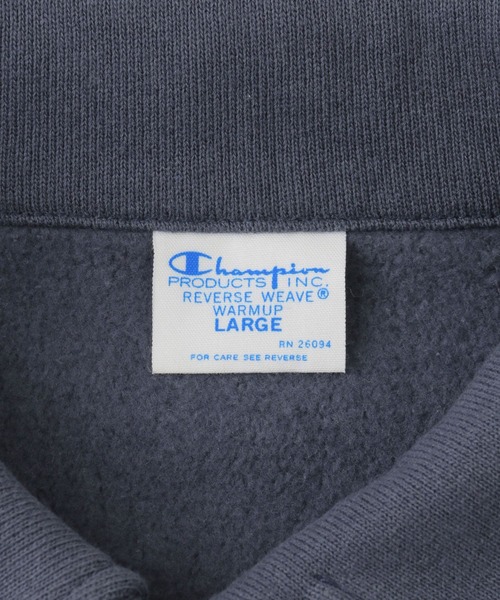 Champion
PRODUCTS INC.
REVERSE WEAVE®
WARMUP
LARGE
RN 26094
FOR CARE SEE REVERSE